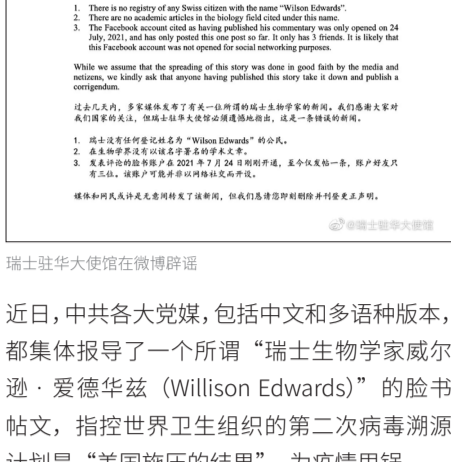 1. There is no registry of any Swiss citizen with the name “Wilson Edwards”.
2. There are no academic articles in the biology field cited under this name.
3. The Facebook account cited as having published his commentary was only opened on 24
July, 2021, and has only posted this one post so far. It only has 3 friends. It is likely that
this Facebook account was not opened for social networking purposes.
While we assume that the spreading of this story was done in good faith by the media and
netizens, we kindly ask that anyone having published this story take it down and publish a
corrigendum.
过去几天内，多家媒体发布了有关一位所谓的瑞士生物学家的新闻。我们感谢大家对
我们国家的关注，但瑞士驻华大使馆必须遗憾地指出，这是一条错误的新闻。
1. 瑞士没有任何登记姓名为“Wilson Edwards”的公民。
2. 在生物学界没有以该名字署名的学术文章。
3. 发表评论的脸书账户在 2021 年 7 月 24 日刚刚开通，至今仅发帖一条，账户好友只
有三位。该账户可能并非以网络社交而开设。
媒体和网民或许是无意间转发了该新闻，但我们恳请您即刻删除并刊登更正声明。
@瑞士驻华大使馆
瑞士驻华大使馆在微博辟谣
近日，中共各大党媒，包括中文和多语种版本，
都集体报导了一个所谓“瑞士生物学家威尔
逊 · 爱德华兹（Willison Edwards）”的脸书
帖文，指控世界卫生组织的第二次病毒溯源
计划是“美国施压的结果”，为疫情甩锅。